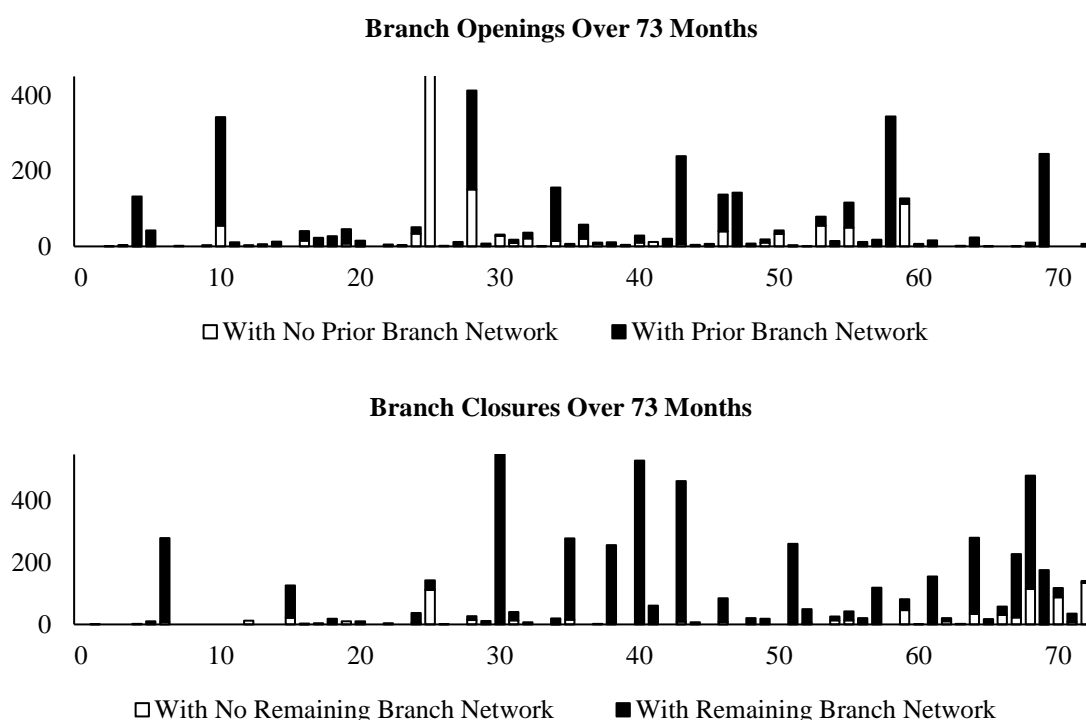 Branch Openings Over 73 Months
400
200
0
0 10 20 30 40 50 60 70
With No Prior Branch Network With Prior Branch Network
Branch Closures Over 73 Months
400
200
0
0 10 20 30 40 50 60 70
With No Remaining Branch Network With Remaining Branch Network